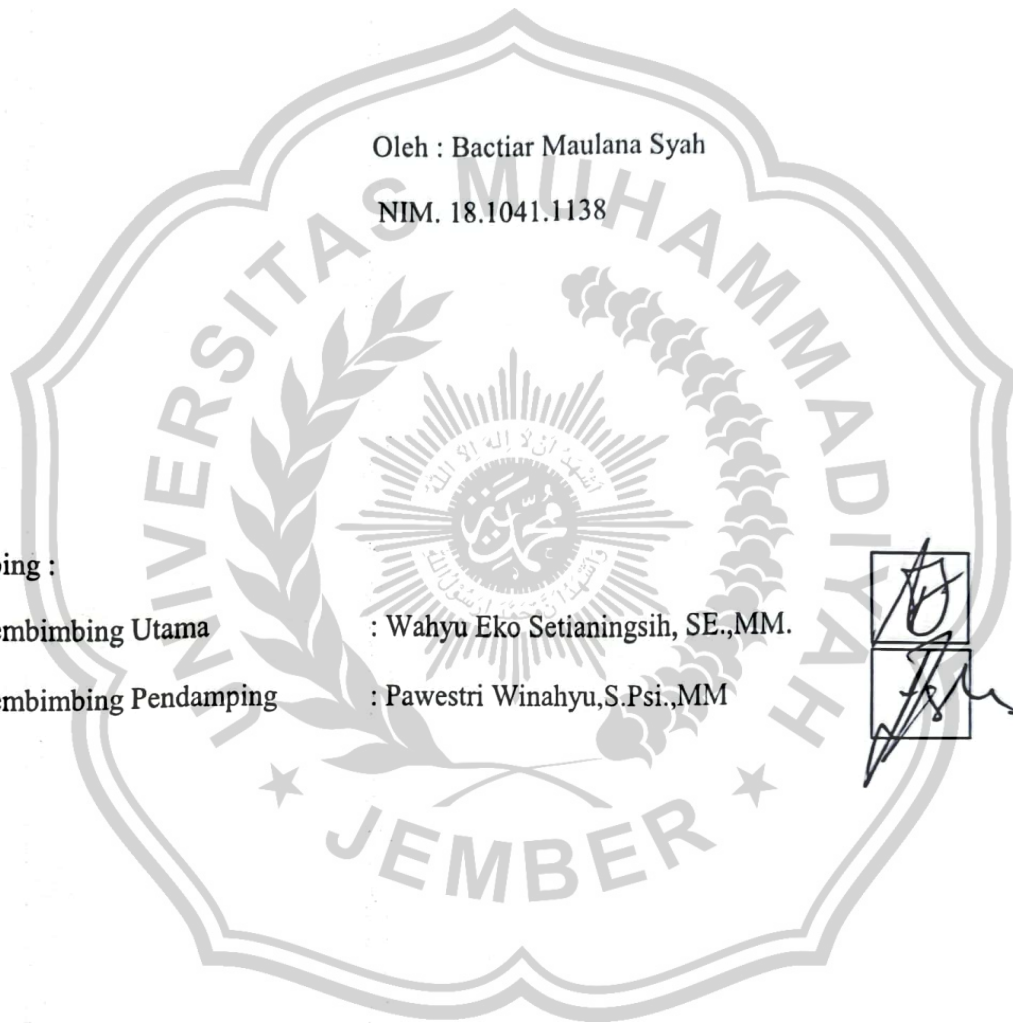 Oleh : Bactiar Maulana Syah
NIM. 18.1041.1138
UNIVERSITAS MUHAMMADIYAH
bing :
embimbing Utama : Wahyu Eko Setianingsih, SE.,MM.
embimbing Pendamping : Pawestri Winahyu,S.Psi.,MM
JEMBER